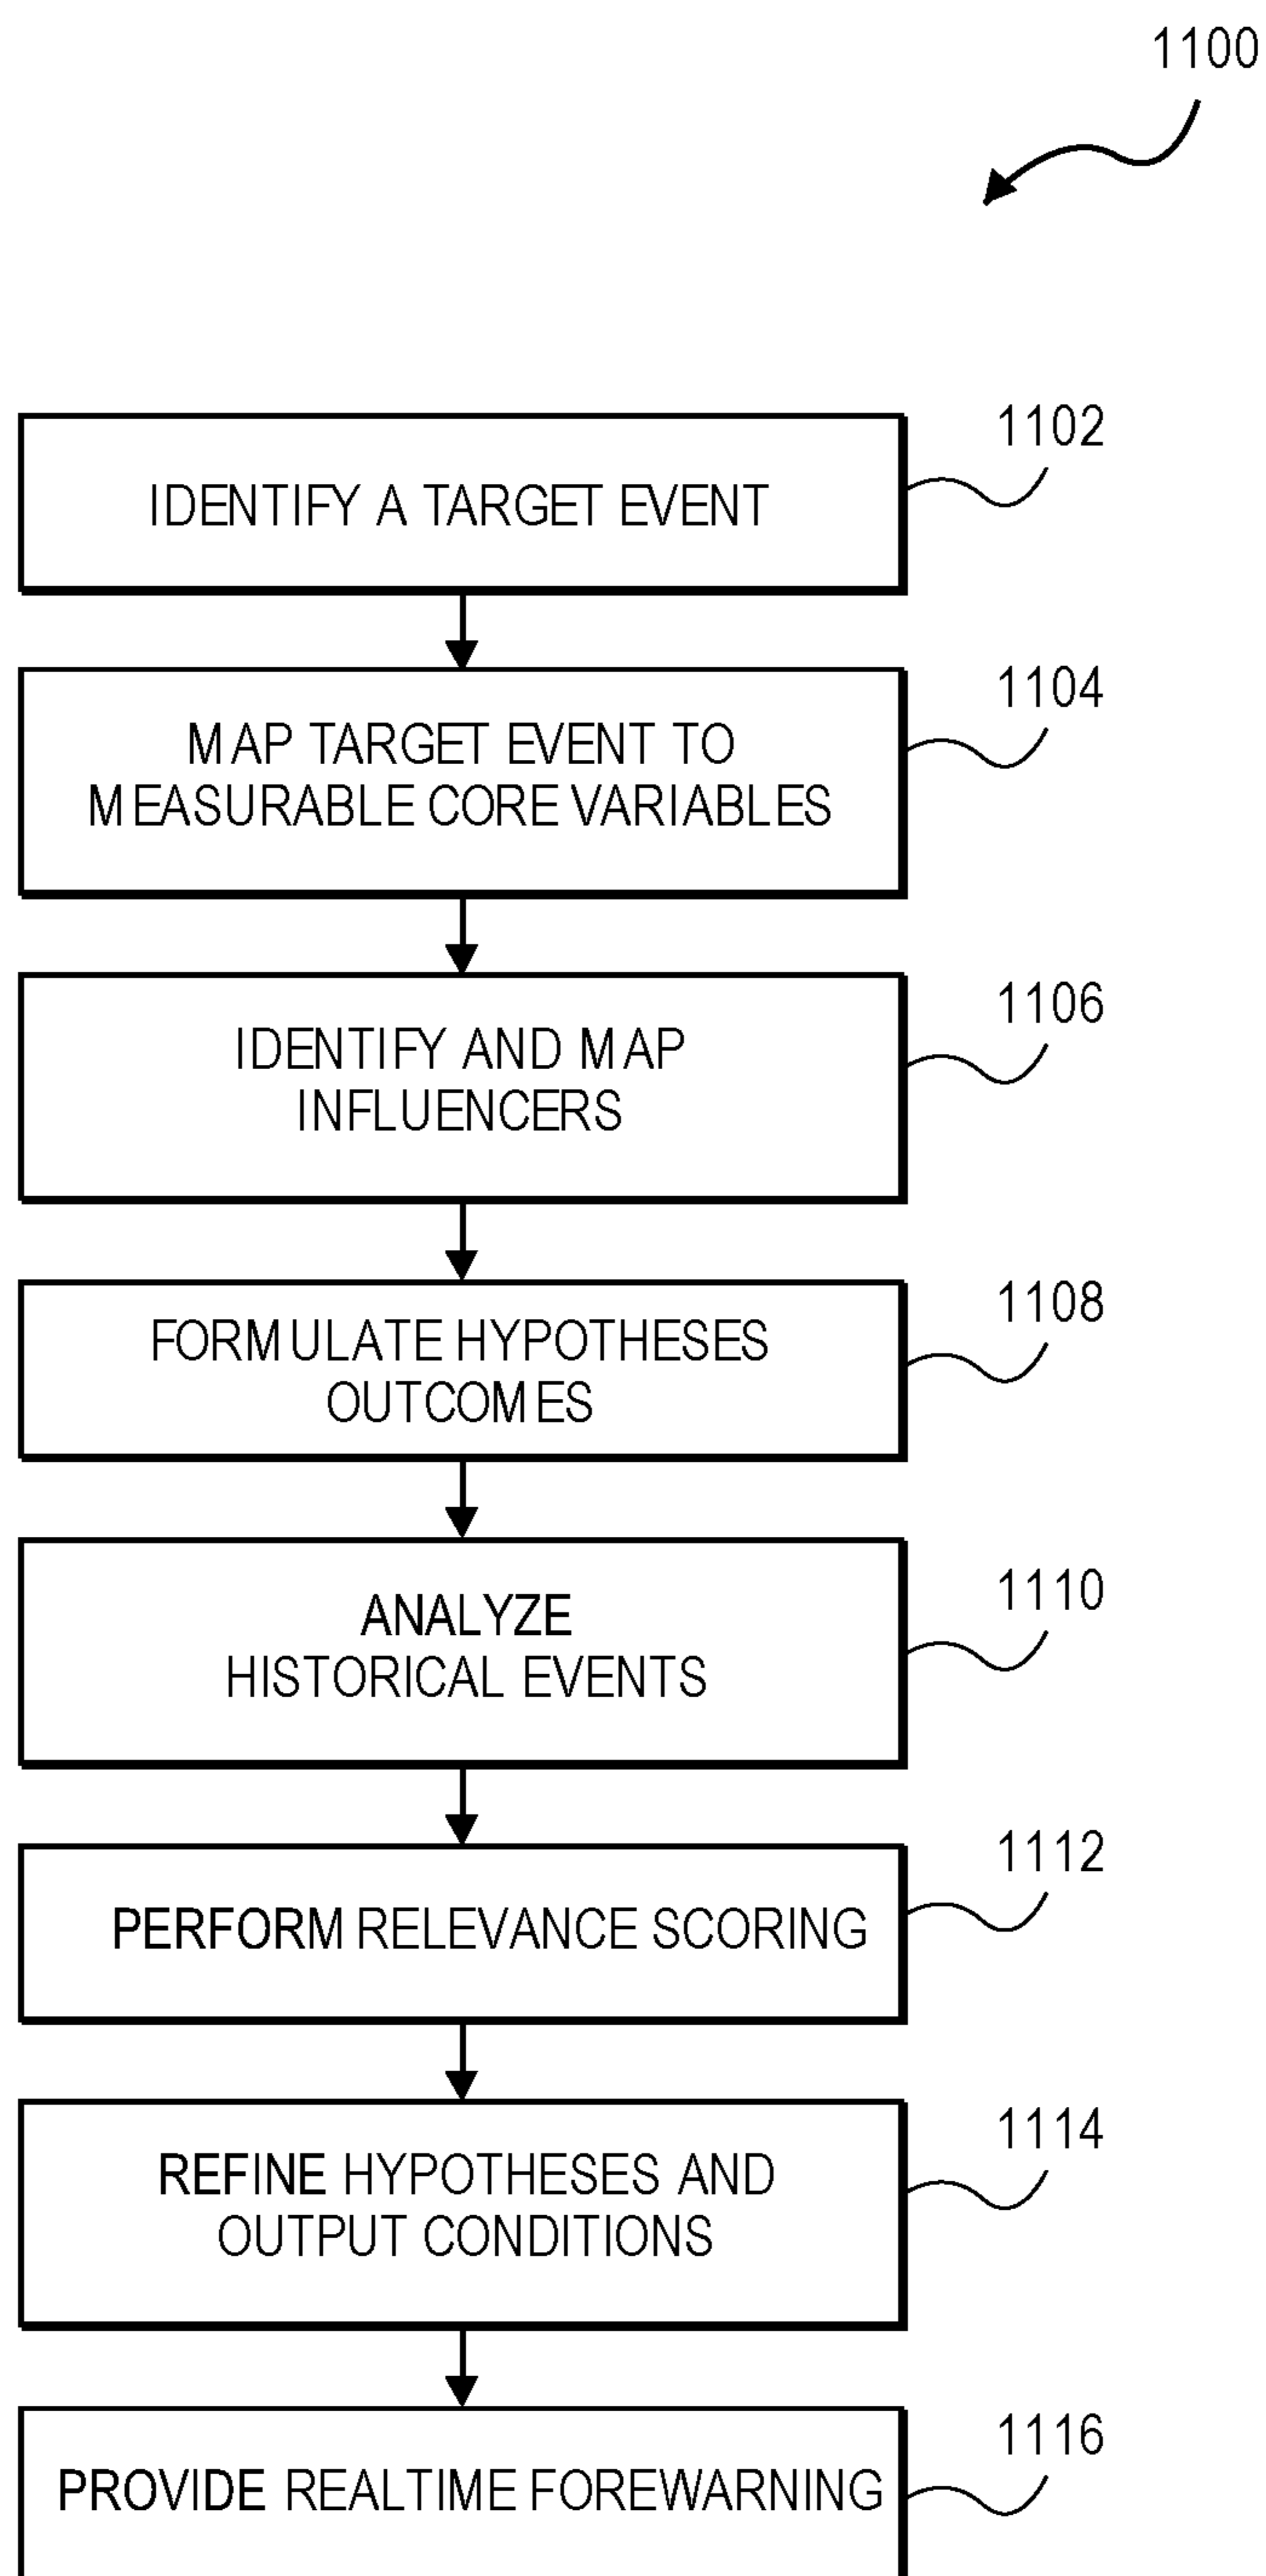 1100
1102
IDENTIFY A TARGET EVENT
1104
MAP TARGET EVENT TO
MEASURABLE CORE VARIABLES
1106
IDENTIFY AND MAP
INFLUENCERS
1108
FORMULATE HYPOTHESES
OUTCOMES
1110
ANALYZE
HISTORICAL EVENTS
1112
PERFORM RELEVANCE SCORING
1114
REFINE HYPOTHESES AND
OUTPUT CONDITIONS
1116
PROVIDE REALTIME FOREWARNING